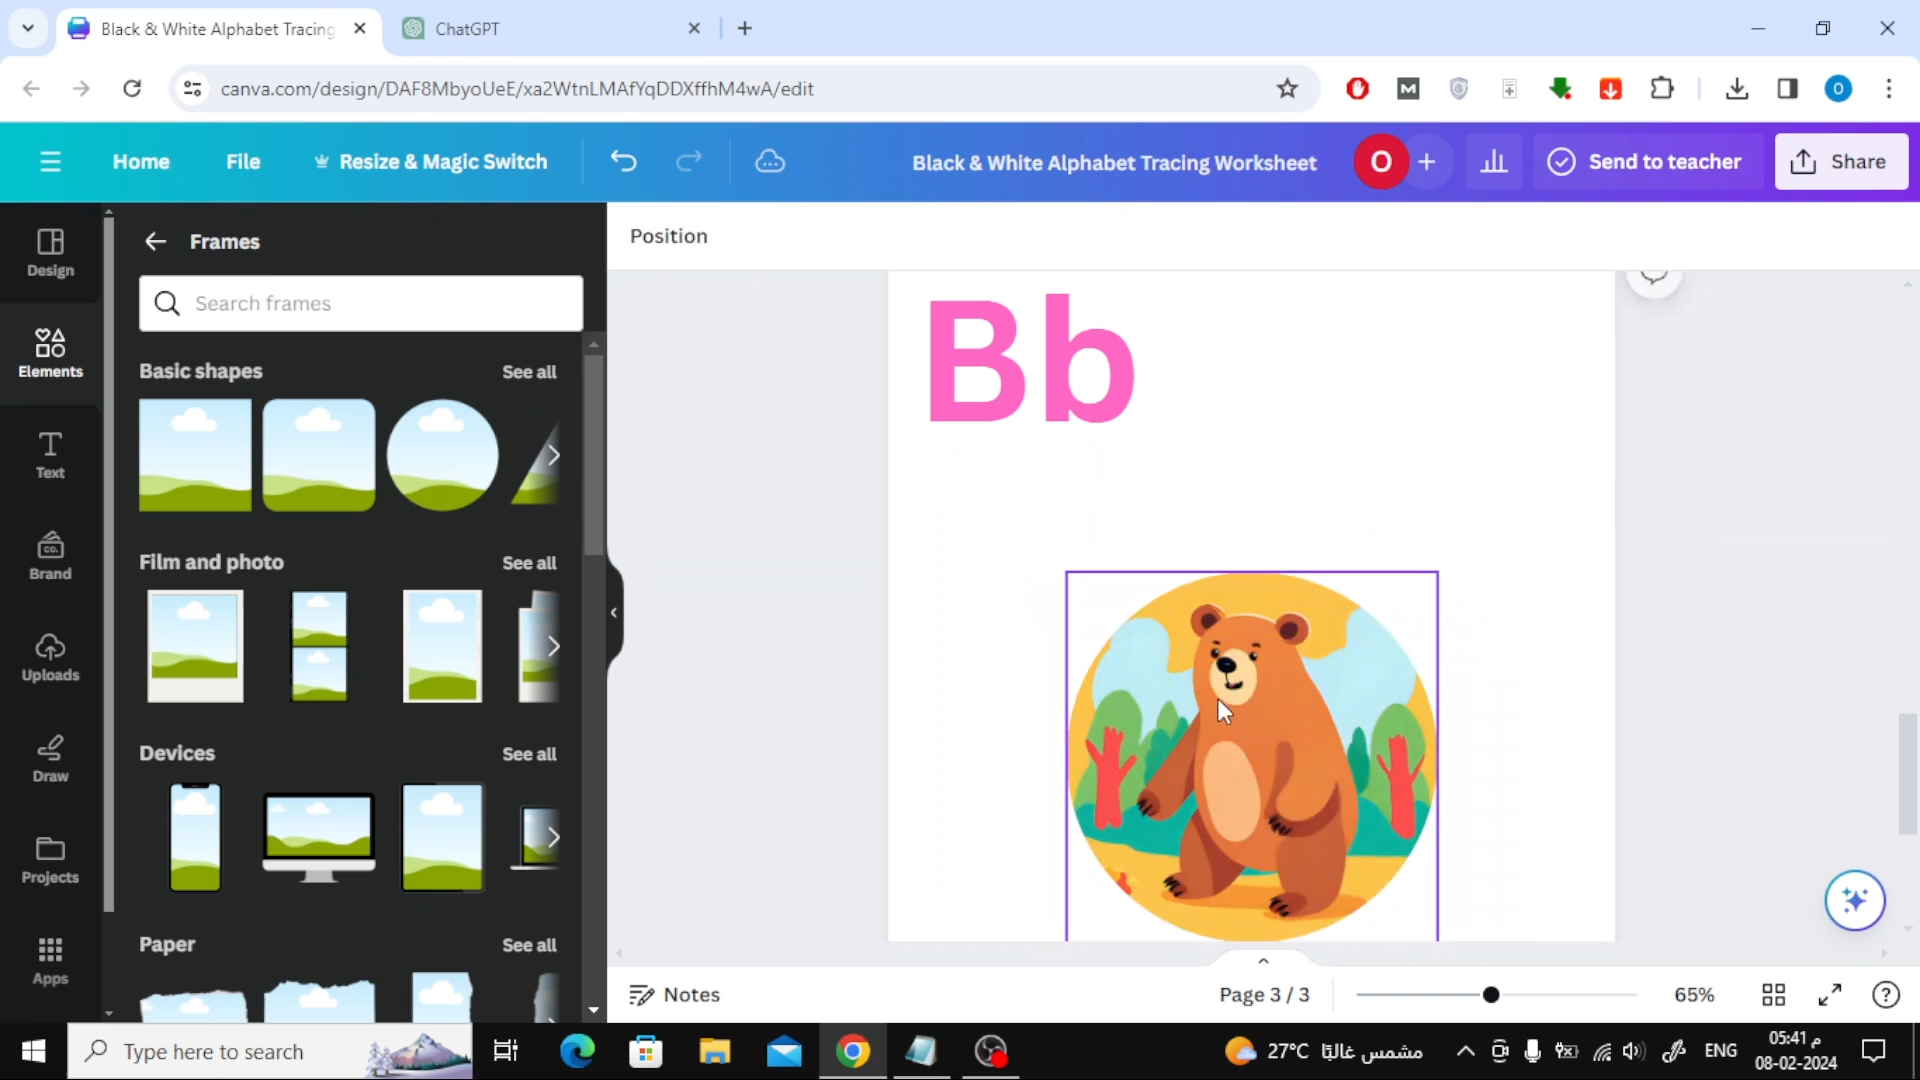 Black & White Alphabet Tracing
ChatGPT
canva.com/design/DAF8MbyoUeE/xa2WtnLMAfYqDDXffhM4wA/edit
M
O
Home
File
Resize & Magic Switch
Black & White Alphabet Tracing Worksheet
O
Send to teacher
Share
Design
Elements
Text
Brand
CO.
Uploads
Draw
Projects
Apps
Frames
Search frames
Basic shapes
See all
Film and photo
See all
Devices
See all
Paper
See all
Position
Bb
Notes
Page 3 / 3
65%
Type here to search
27°C
مشمس غالبًا
ENG
05:41 م
08-02-2024